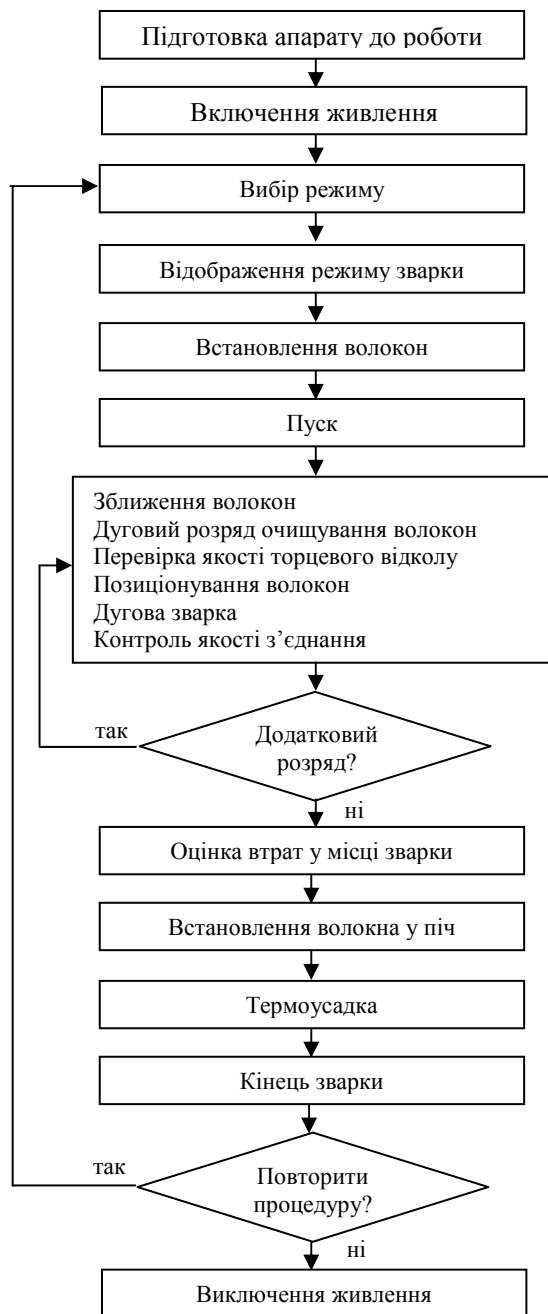 Підготовка апарату до роботи
Включення живлення
Вибір режиму
Відображення режиму зварки
Встановлення волокон
Пуск
Зближення волокон
Дуговий розряд очищування волокон
Перевірка якості торцевого відколу
Позиціонування волокон
Дугова зварка
Контроль якості з’єднання
так
Додатковий
розряд?
ні
Оцінка втрат у місці зварки
Встановлення волокна у піч
Термоусадка
Кінець зварки
так
Повторити
процедуру?
ні
Виключення живлення